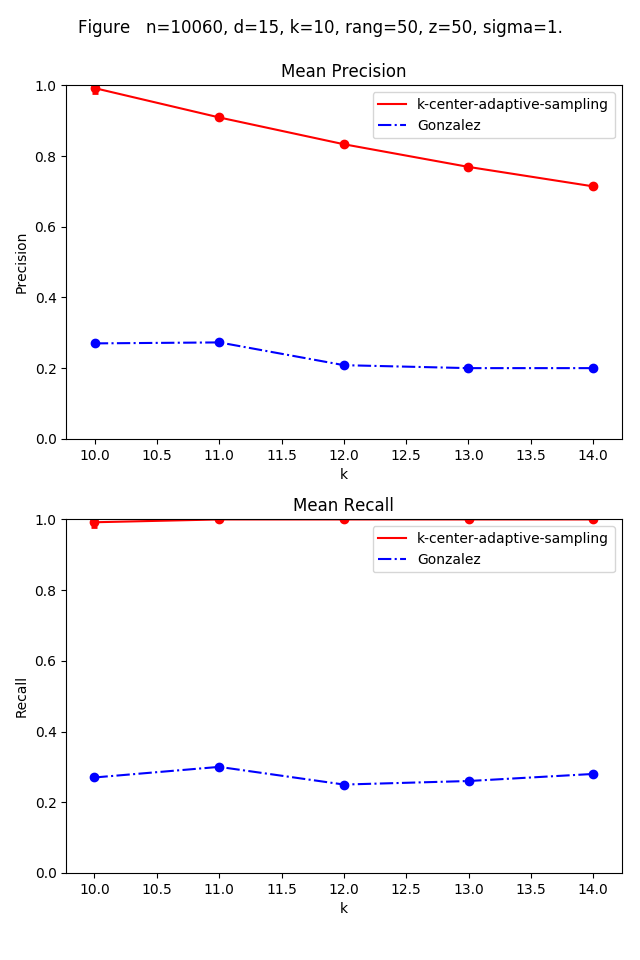 Figure   n=10060, d=15, k=10, rang=50, z=50, sigma=1.
Mean Precision
1.0
0.8
0.6
0.4
0.2
0.0
Precision
k-center-adaptive-sampling
Gonzalez
10.0 10.5 11.0 11.5 12.0 12.5 13.0 13.5 14.0
k
Mean Recall
1.0
0.8
0.6
0.4
0.2
0.0
Recall
k-center-adaptive-sampling
Gonzalez
10.0 10.5 11.0 11.5 12.0 12.5 13.0 13.5 14.0
k